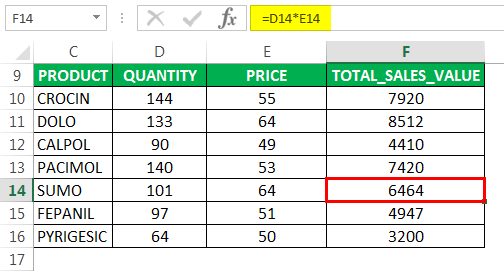 F14 fx =D14*E14
C D E F
9 PRODUCT QUANTITY PRICE TOTAL_SALES_VALUE
10 CROCIN 144 55 7920
11 DOLO 133 64 8512
12 CALPOL 90 49 4410
13 PACIMOL 140 53 7420
14 SUMO 101 64 6464
15 FEPANIL 97 51 4947
16 PYRIGESIC 64 50 3200
17